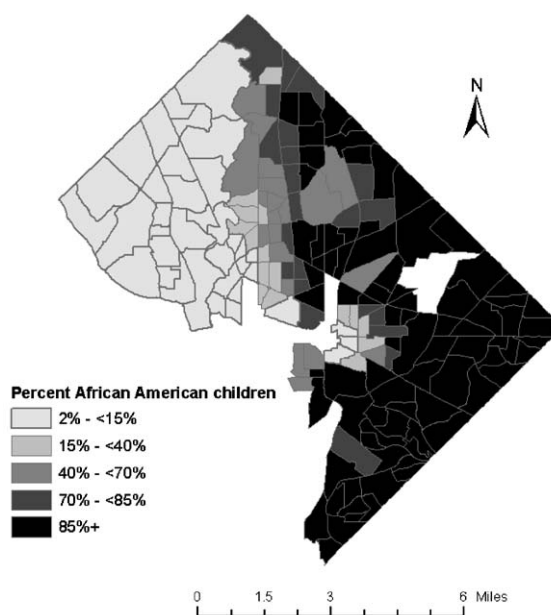 N
Percent African American children
2% - <15%
15% - <40%
40% - <70%
70% - <85%
85%+
0 1.5 3 6 Miles